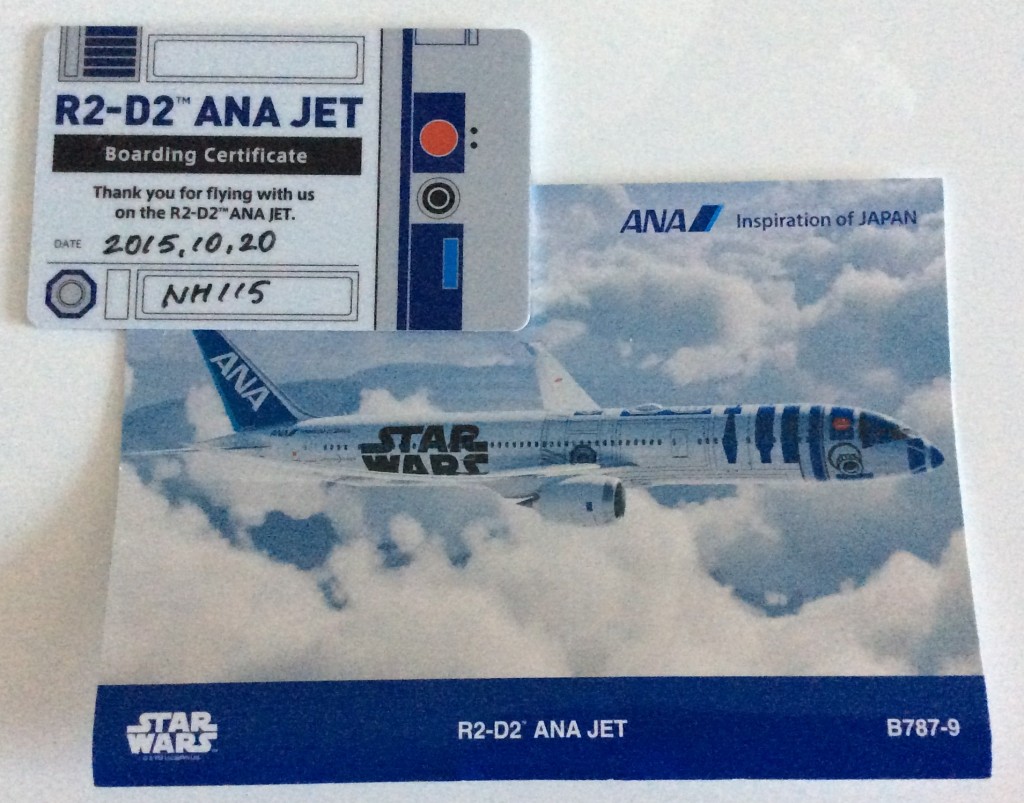 R2-D2™ ANA JET
Boarding Certificate
Thank you for flying with us
on the R2-D2™ ANA JET.
DATE 2015.10.20
NH115
ANA Inspiration of JAPAN
ANA
STAR
WARS
STAR
WARS
R2-D2™ ANA JET
B787-9